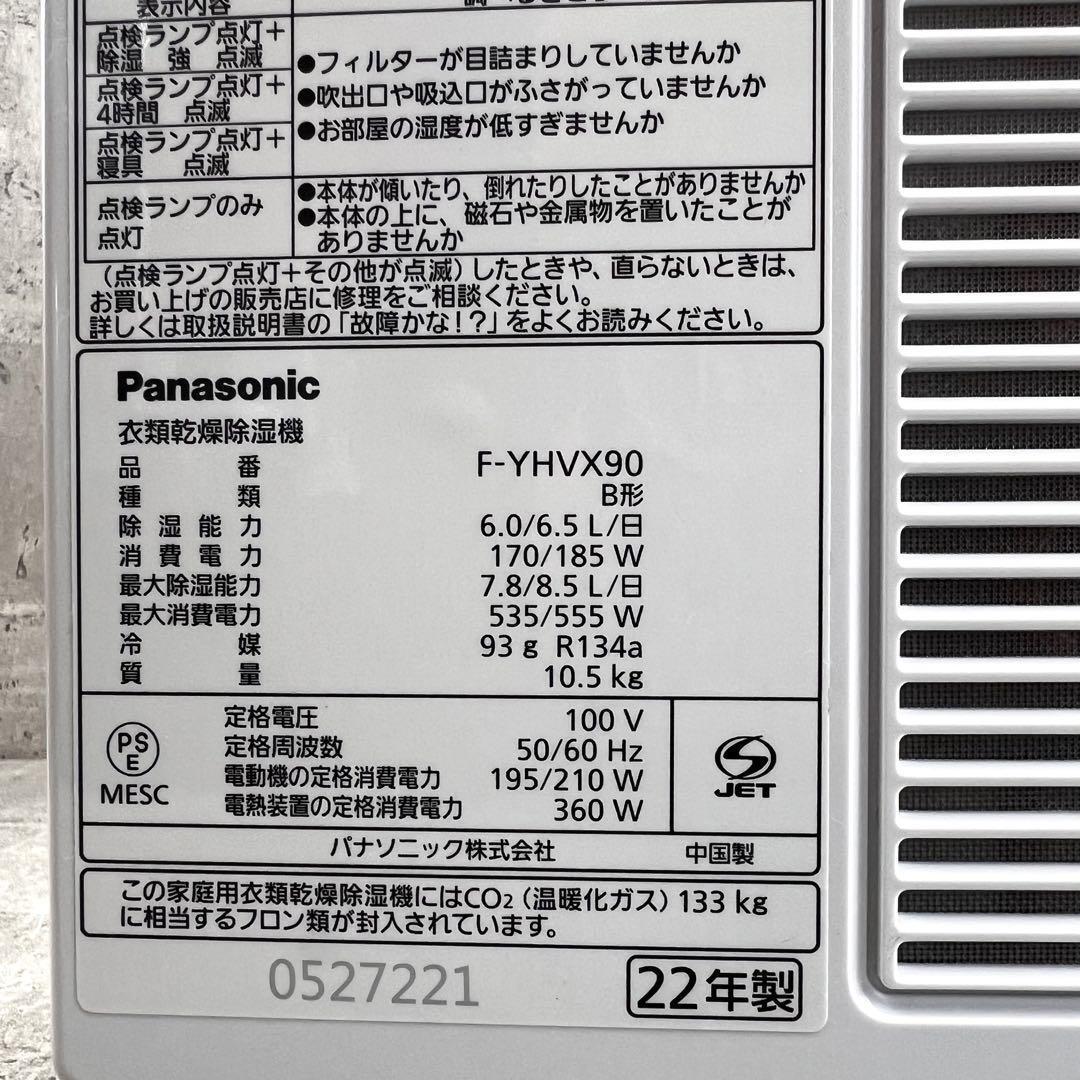 表示内容
点検ランプ点灯＋
除湿 強 点滅
点検ランプ点灯＋
4時間 点滅
点検ランプ点灯＋
寝具 点滅
●フィルターが目詰まりしていませんか
●吹出口や吸込口がふさがっていませんか
●お部屋の湿度が低すぎませんか
点検ランプのみ
点灯
●本体が傾いたり、倒れたりしたことがありませんか
●本体の上に、磁石や金属物を置いたことが
ありませんか
（点検ランプ点灯＋その他が点滅）したときや、直らないときは、
お買い上げの販売店に修理をご相談ください。
詳しくは取扱説明書の「故障かな！？」をよくお読みください。
Panasonic
衣類乾燥除湿機
品番 F-YHVX90
種類 B形
除湿能力 6.0/6.5 L/日
消費電力 170/185 W
最大除湿能力 7.8/8.5 L/日
最大消費電力 535/555 W
冷媒 93 g R134a
質量 10.5 kg
PSE
MESC
定格電圧 100 V
定格周波数 50/60 Hz
電動機の定格消費電力 195/210 W
電熱装置の定格消費電力 360 W
JET
パナソニック株式会社 中国製
この家庭用衣類乾燥除湿機にはCO₂（温暖化ガス）133 kg
に相当するフロン類が封入されています。
0527221 22年製